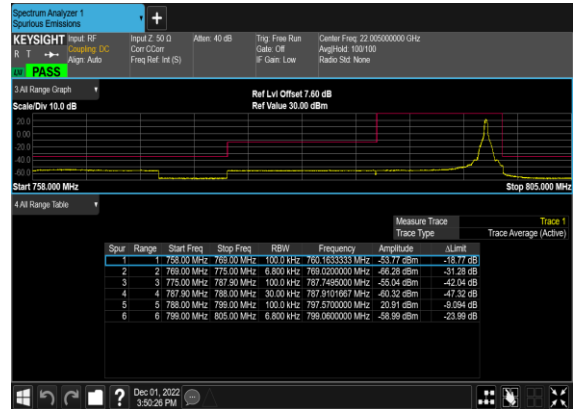 Spectrum Analyzer 1
Spurious Emissions
KEYSIGHT Input: RF Input Z: 50 Ω Atten: 40 dB Trig: Free Run Center Freq: 22.005000000 GHz
R T Coupling: DC Corr CCorr Gate: Off Avg|Hold: 100/100
Align: Auto Freq Ref: Int (S) IF Gain: Low Radio Std: None
PASS
3 All Range Graph
Ref Lvl Offset 7.60 dB
Scale/Div 10.0 dB Ref Value 30.00 dBm
20.0
0.00
-20.0
-40.0
-60.0
Start 758.000 MHz Stop 805.000 MHz
4 All Range Table
Measure Trace Trace 1
Trace Type Trace Average (Active)
Spur Range Start Freq Stop Freq RBW Frequency Amplitude ΔLimit
1 1 758.00 MHz 769.00 MHz 100.0 kHz 760.1633333 MHz -53.77 dBm -18.77 dB
2 2 769.00 MHz 775.00 MHz 6.800 kHz 769.0200000 MHz -66.28 dBm -31.28 dB
3 3 775.00 MHz 787.90 MHz 100.0 kHz 787.7495000 MHz -55.04 dBm -42.04 dB
4 4 787.90 MHz 788.00 MHz 30.00 kHz 787.9101667 MHz -60.32 dBm -47.32 dB
5 5 788.00 MHz 799.00 MHz 100.0 kHz 797.5700000 MHz 20.91 dBm -9.094 dB
6 6 799.00 MHz 805.00 MHz 6.800 kHz 799.0600000 MHz -58.99 dBm -23.99 dB
? Dec 01, 2022
3:50:26 PM